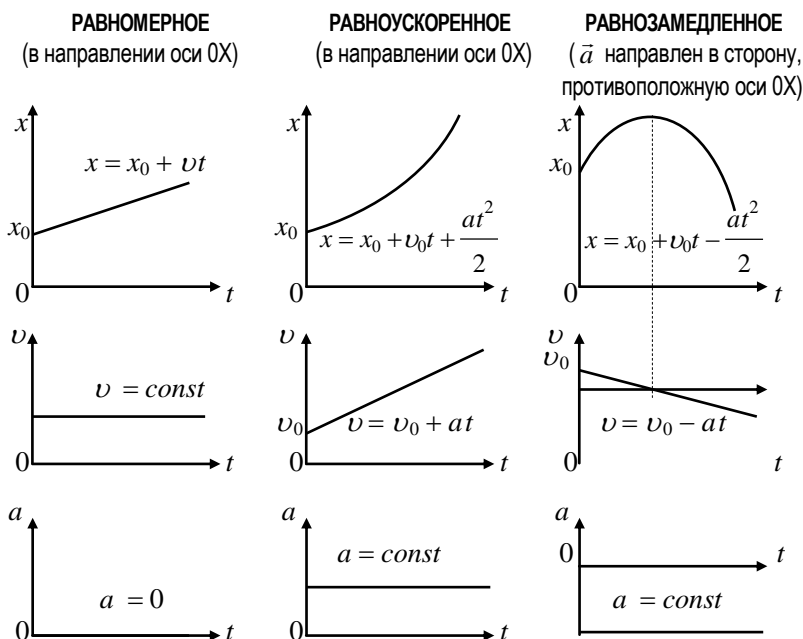 РАВНОМЕРНОЕ
(в направлении оси 0X)
РАВНОУСКОРЕННОЕ
(в направлении оси 0X)
РАВНОЗАМЕДЛЕННОЕ
( a⃗ направлен в сторону,
противоположную оси 0X)
x
x = x₀ + υt
x₀
0
t
x
x₀
x = x₀ + υ₀t + at²/2
0
t
x
x₀
x = x₀ + υ₀t − at²/2
0
t
υ
υ = const
0
t
υ
υ₀
υ = υ₀ + at
0
t
υ
υ₀
υ = υ₀ − at
0
t
a
a = 0
0
t
a
a = const
0
t
a
0
t
a = const